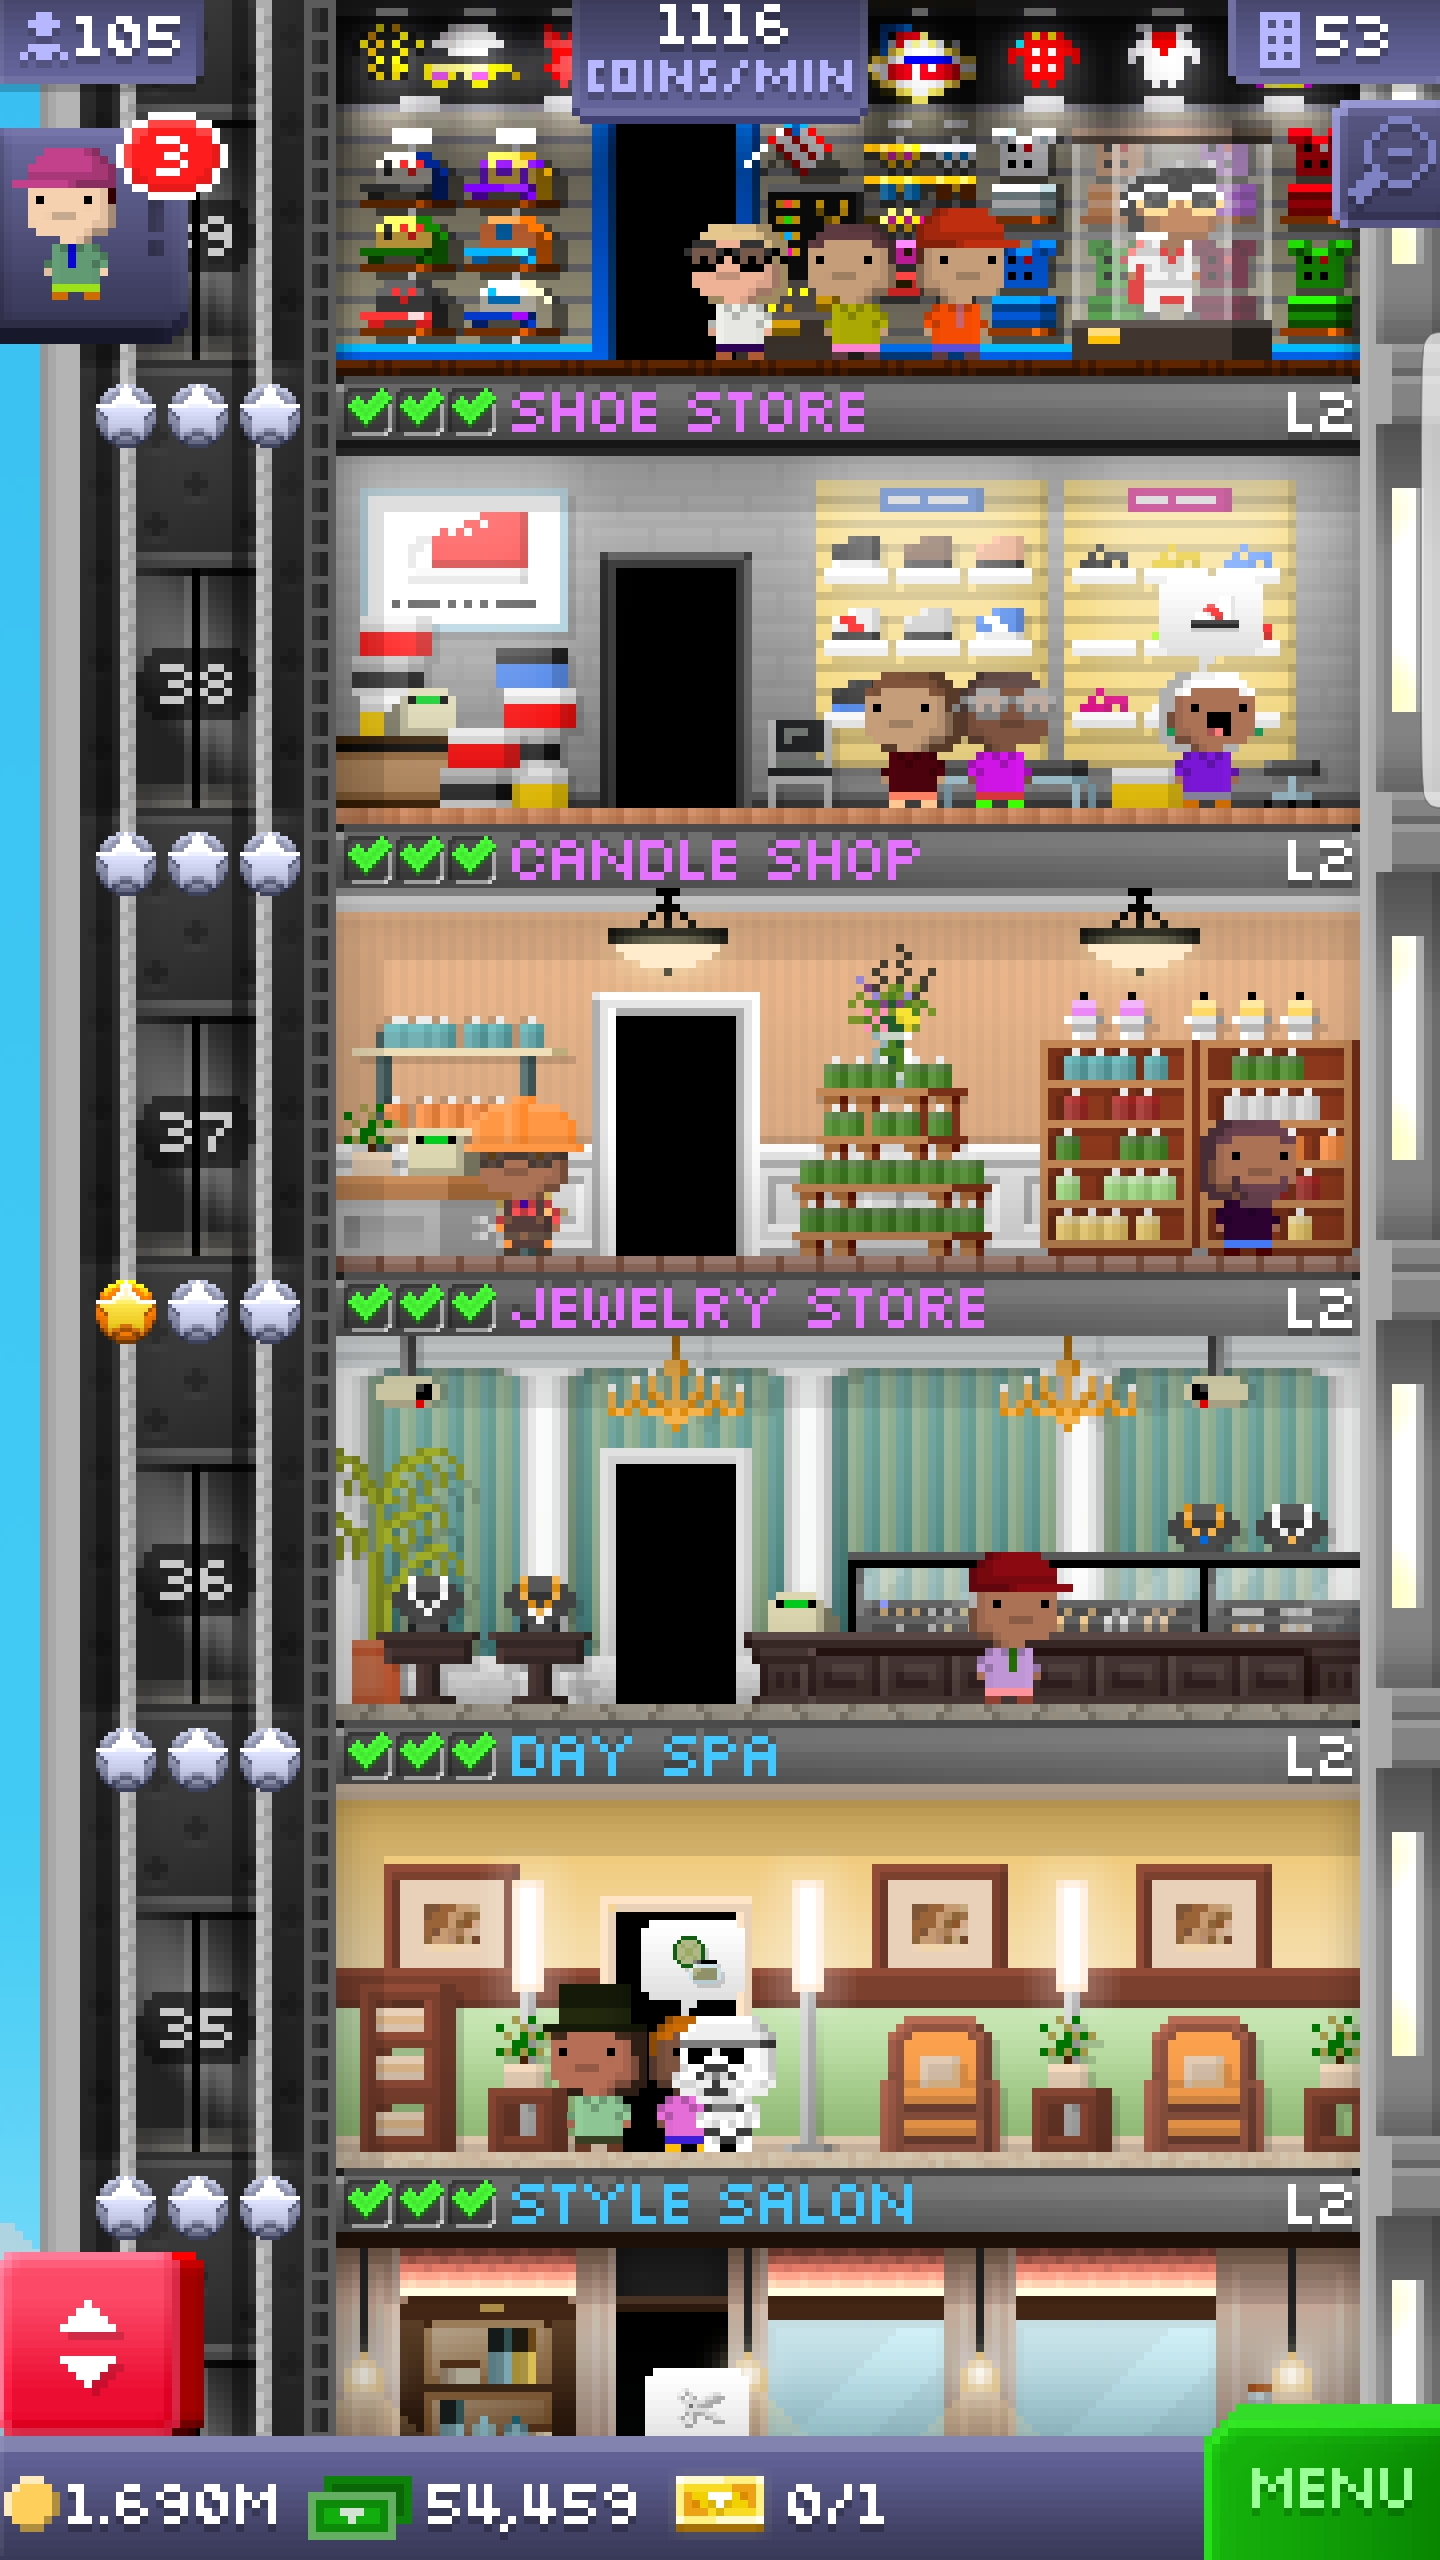 105
1116
COINS/MIN
53
3
SHOE STORE L2
38
CANDLE SHOP L2
37
JEWELRY STORE L2
36
DAY SPA L2
35
STYLE SALON L2
1.690M 54,459 0/1
MENU